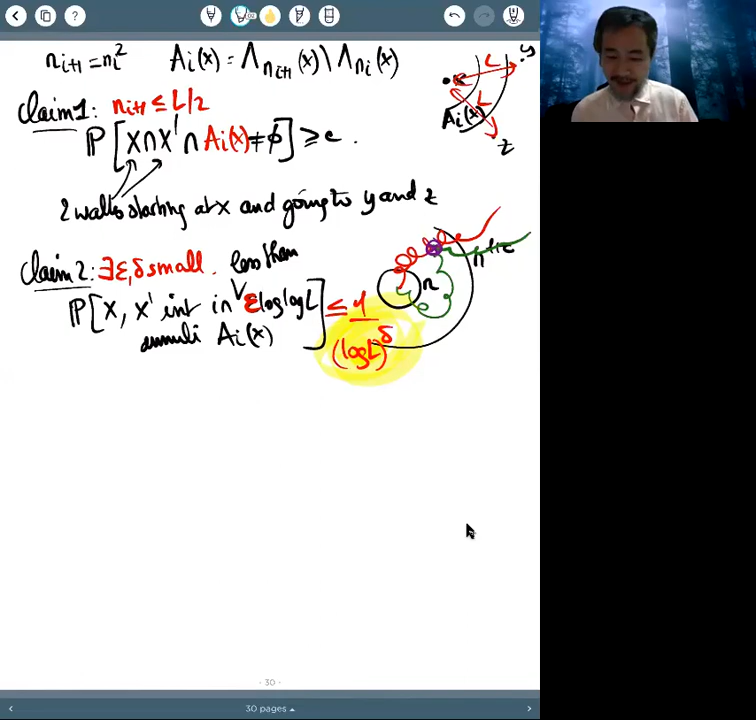 n_{i+1} = n_i^2   A_i(x) = Λ_{n_{i+1}}(x) \ Λ_{n_i}(x)
x L y
L
A_i(x)
z
Claim 1: n_{i+1} ≤ L/2
P[X ∩ X' ∩ A_i(x) ≠ ∅] ≥ c.
2 walks starting at x and going to y and z
Claim 2: ∃ε, δ small. less than
P[X, X' int in ε log log L annuli A_i(x)] ≤ 1/(log L)^δ
n
30
30 pages